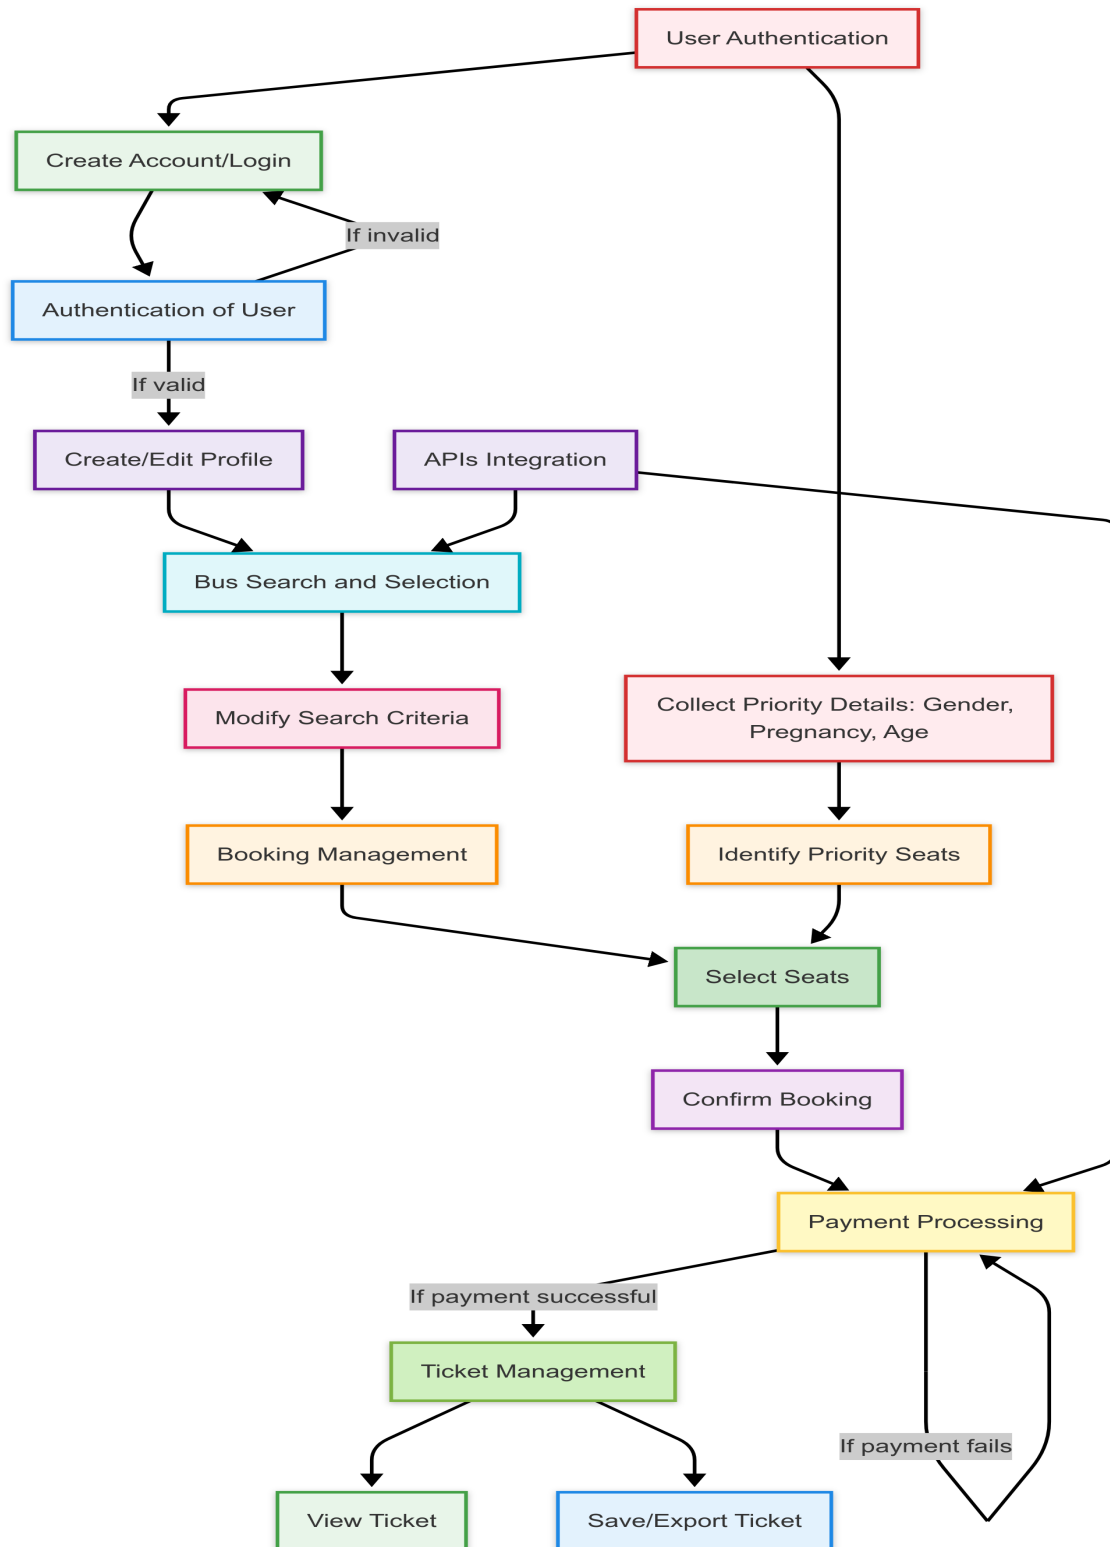 User Authentication
Create Account/Login
If invalid
Authentication of User
If valid
Create/Edit Profile
APIs Integration
Bus Search and Selection
Modify Search Criteria
Collect Priority Details: Gender,
Pregnancy, Age
Booking Management
Identify Priority Seats
Select Seats
Confirm Booking
Payment Processing
If payment successful
Ticket Management
If payment fails
View Ticket
Save/Export Ticket